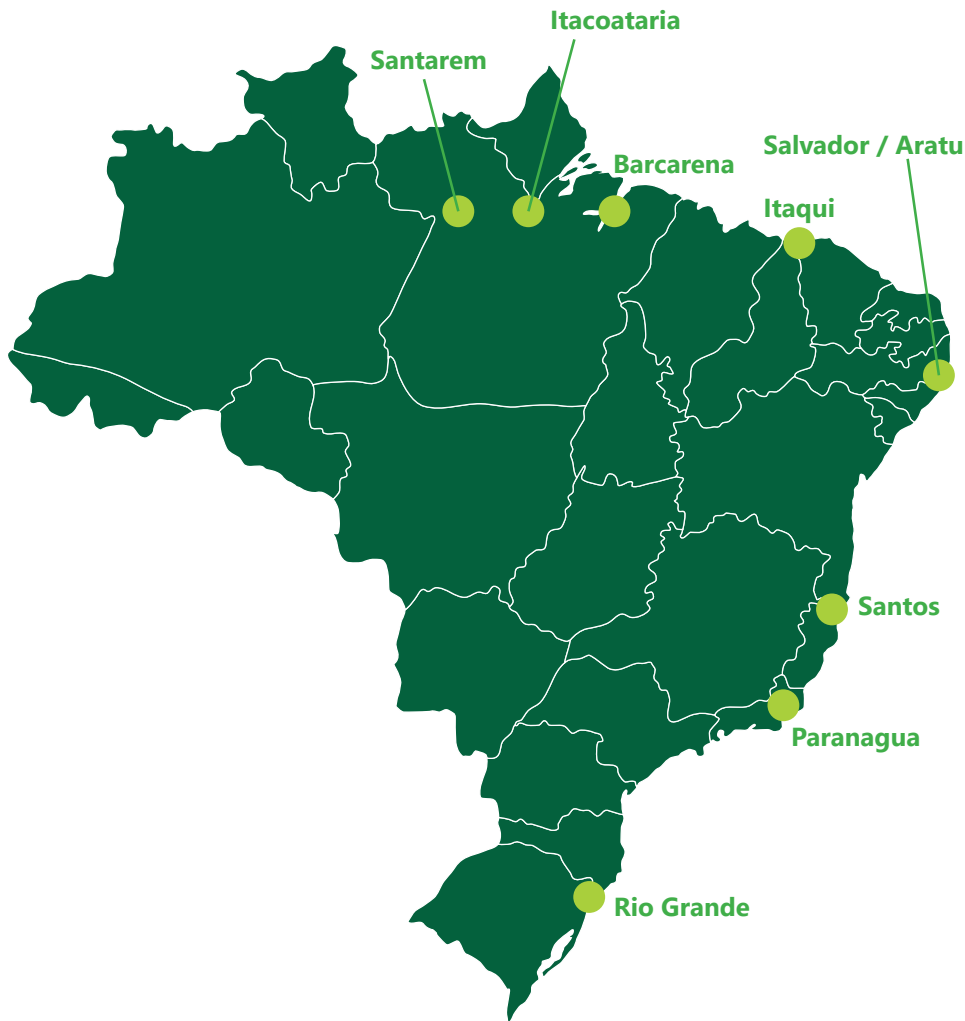 Itacoataria
Santarem
Salvador / Aratu
Barcarena
Itaqui
Santos
Paranagua
Rio Grande